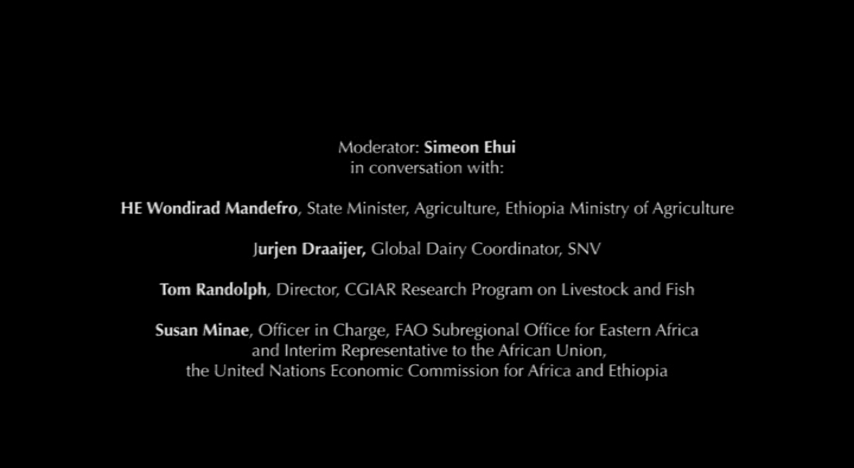 Moderator: Simeon Ehui
in conversation with:
HE Wondirad Mandefro, State Minister, Agriculture, Ethiopia Ministry of Agriculture
Jurjen Draaijer, Global Dairy Coordinator, SNV
Tom Randolph, Director, CGIAR Research Program on Livestock and Fish
Susan Minae, Officer in Charge, FAO Subregional Office for Eastern Africa
and Interim Representative to the African Union,
the United Nations Economic Commission for Africa and Ethiopia